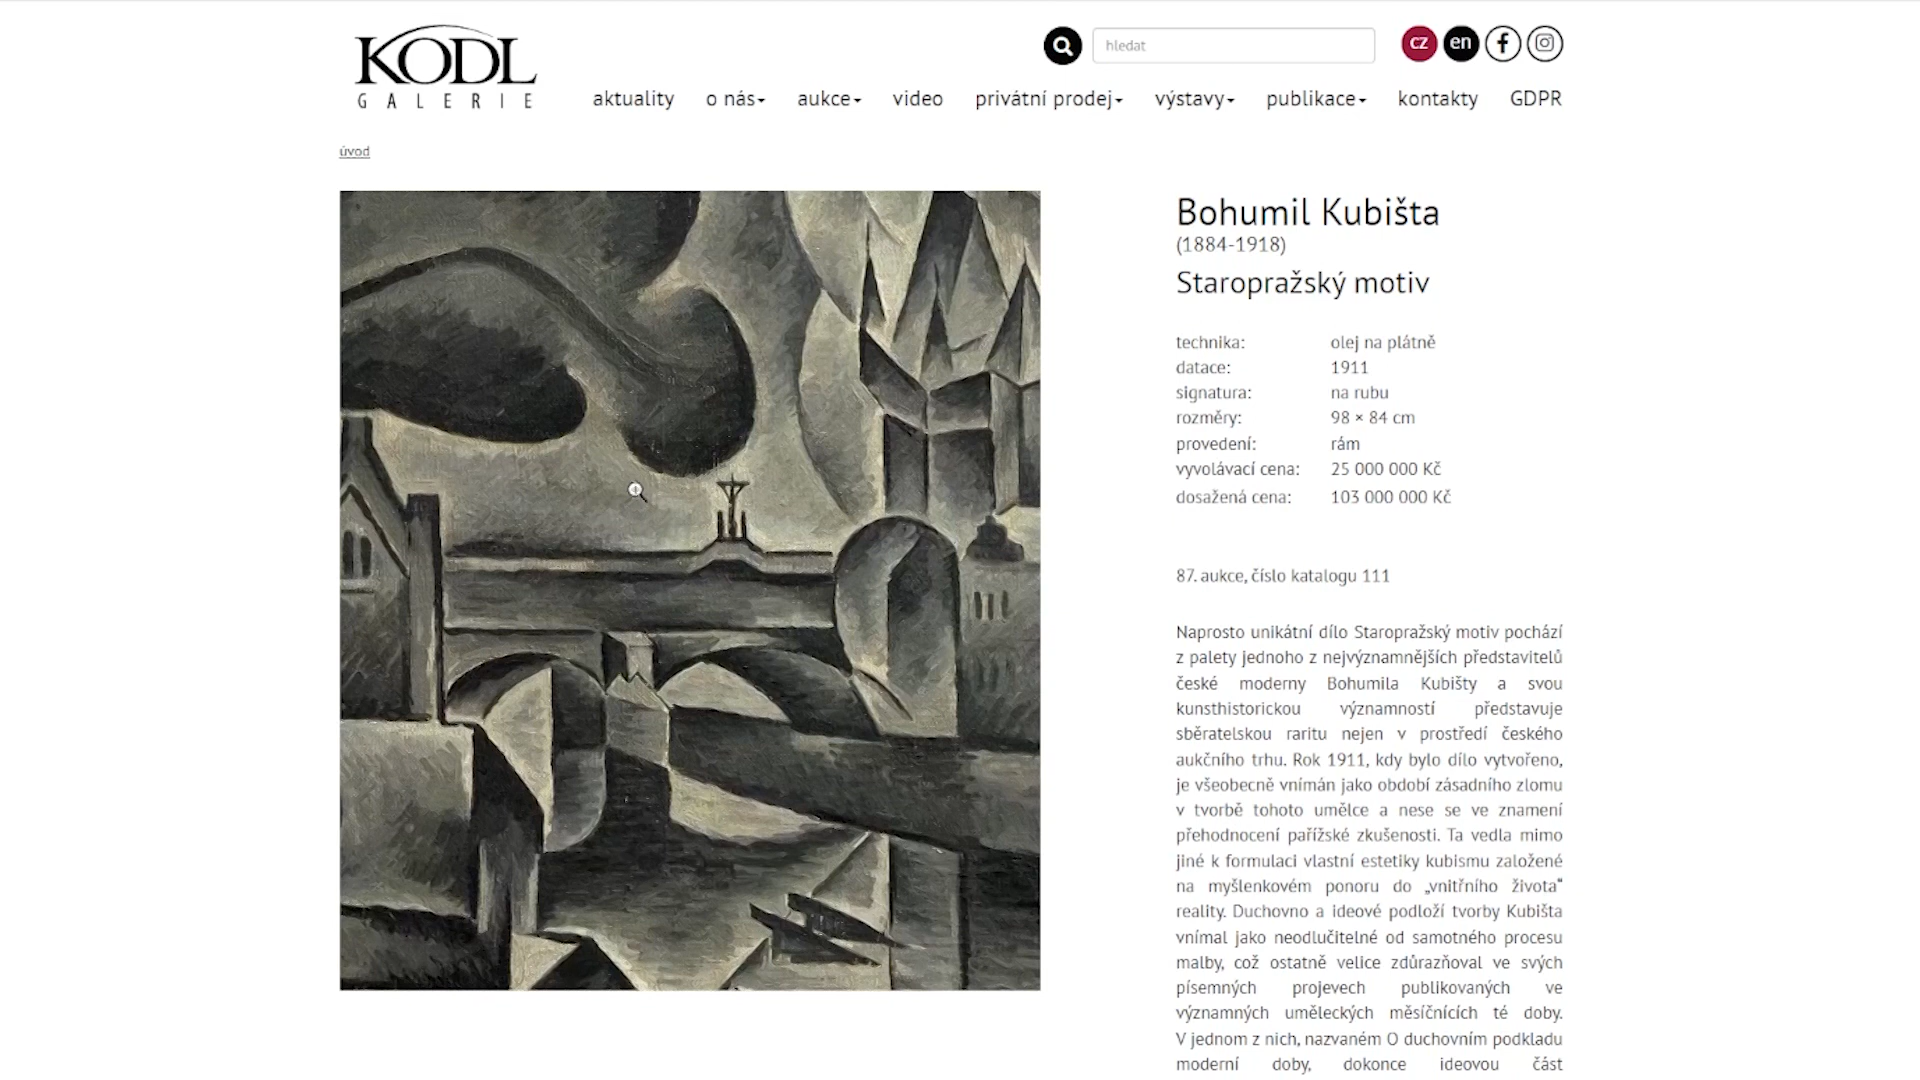 KODL
GALERIE
hledat
cz
en
aktuality
o nás
aukce
video
privátní prodej
výstavy
publikace
kontakty
GDPR
úvod
Bohumil Kubišta
(1884-1918)
Staropražský motiv
technika: olej na plátně
datace: 1911
signatura: na rubu
rozměry: 98 × 84 cm
provedení: rám
vyvolávací cena: 25 000 000 Kč
dosažená cena: 103 000 000 Kč
87. aukce, číslo katalogu 111
Naprosto unikátní dílo Staropražský motiv pochází
z palety jednoho z nejvýznamnějších představitelů
české moderny Bohumila Kubišty a svou
kunsthistorickou významností představuje
sběratelskou raritu nejen v prostředí českého
aukčního trhu. Rok 1911, kdy bylo dílo vytvořeno,
je všeobecně vnímán jako období zásadního zlomu
v tvorbě tohoto umělce a nese se ve znamení
přehodnocení pařížské zkušenosti. Ta vedla mimo
jiné k formulaci vlastní estetiky kubismu založené
na myšlenkovém ponoru do „vnitřního života“
reality. Duchovno a ideové podloží tvorby Kubišta
vnímal jako neodlučitelné od samotného procesu
malby, což ostatně velice zdůrazňoval ve svých
písemných projevech publikovaných ve
významných uměleckých měsíčnících té doby.
V jednom z nich, nazvaném O duchovním podkladu
moderní doby, dokonce ideovou část